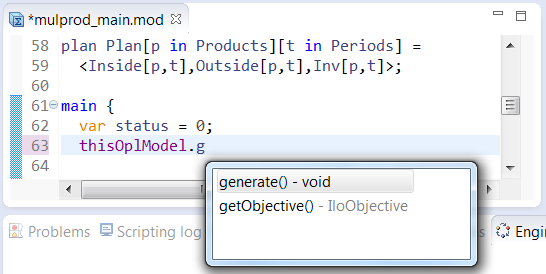 *mulprod_main.mod
58 plan Plan[p in Products][t in Periods] =
59 <Inside[p,t],Outside[p,t],Inv[p,t]>;
60
61 main {
62 var status = 0;
63 thisOplModel.g
64
generate() - void
getObjective() - IloObjective
Problems Scripting log s Engin